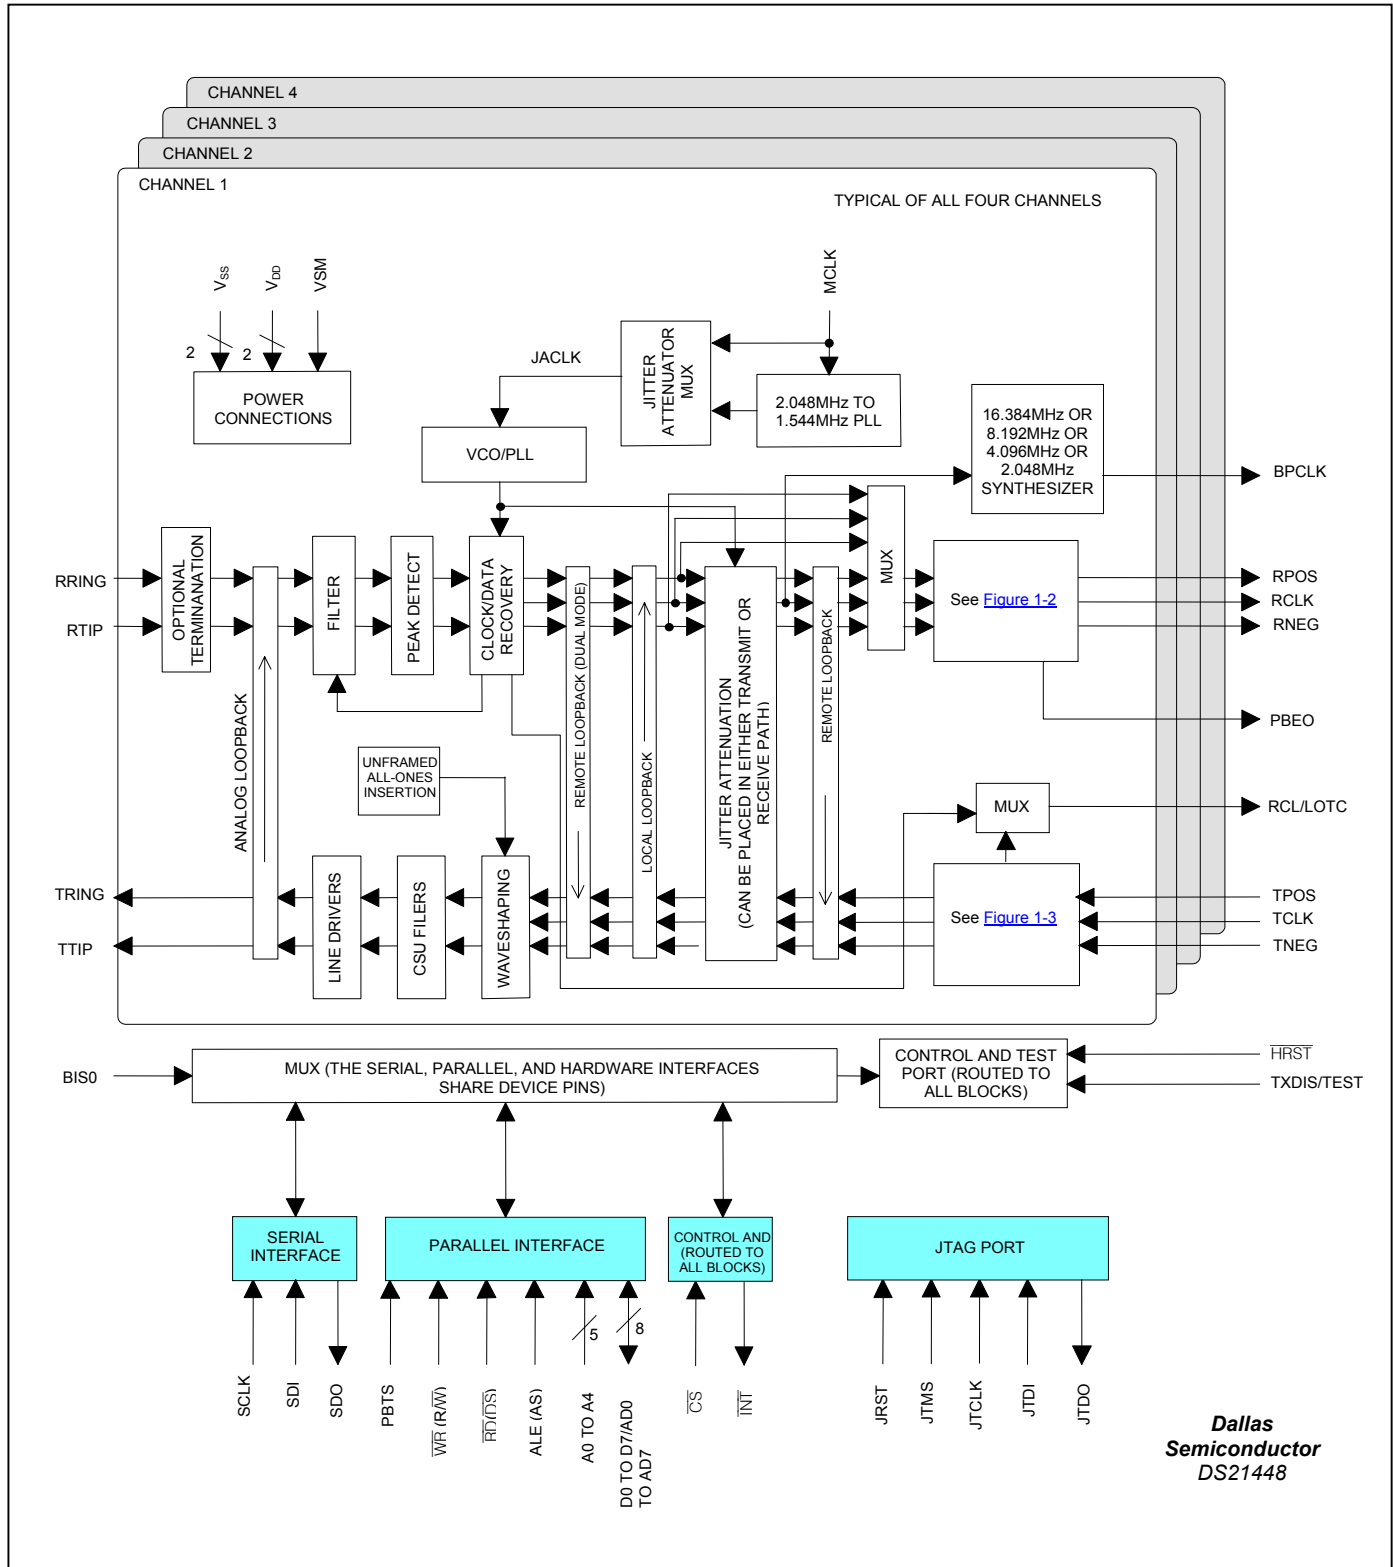 CHANNEL 4
CHANNEL 3
CHANNEL 2
CHANNEL 1
TYPICAL OF ALL FOUR CHANNELS
VSS
VDD
VSM
MCLK
2
2
POWER
CONNECTIONS
JACLK
JITTER
ATTENUATOR
MUX
2.048MHz TO
1.544MHz PLL
VCO/PLL
16.384MHz OR
8.192MHz OR
4.096MHz OR
2.048MHz
SYNTHESIZER
BPCLK
RRING
RTIP
OPTIONAL
TERMINANATION
ANALOG LOOPBACK
FILTER
PEAK DETECT
CLOCK/DATA
RECOVERY
REMOTE LOOPBACK (DUAL MODE)
LOCAL LOOPBACK
JITTER ATTENUATION
(CAN BE PLACED IN EITHER TRANSMIT OR
RECEIVE PATH)
REMOTE LOOPBACK
MUX
See Figure 1-2
RPOS
RCLK
RNEG
PBEO
UNFRAMED
ALL-ONES
INSERTION
MUX
RCL/LOTC
TRING
TTIP
LINE DRIVERS
CSU FILERS
WAVESHAPING
See Figure 1-3
TPOS
TCLK
TNEG
BIS0
MUX (THE SERIAL, PARALLEL, AND HARDWARE INTERFACES
SHARE DEVICE PINS)
CONTROL AND TEST
PORT (ROUTED TO
ALL BLOCKS)
HRST
TXDIS/TEST
SERIAL
INTERFACE
PARALLEL INTERFACE
CONTROL AND
(ROUTED TO
ALL BLOCKS)
JTAG PORT
5
8
SCLK
SDI
SDO
PBTS
WR (R/W)
RD(DS)
ALE (AS)
A0 TO A4
D0 TO D7/AD0
TO AD7
CS
INT
JRST
JTMS
JTCLK
JTDI
JTDO
Dallas
Semiconductor
DS21448